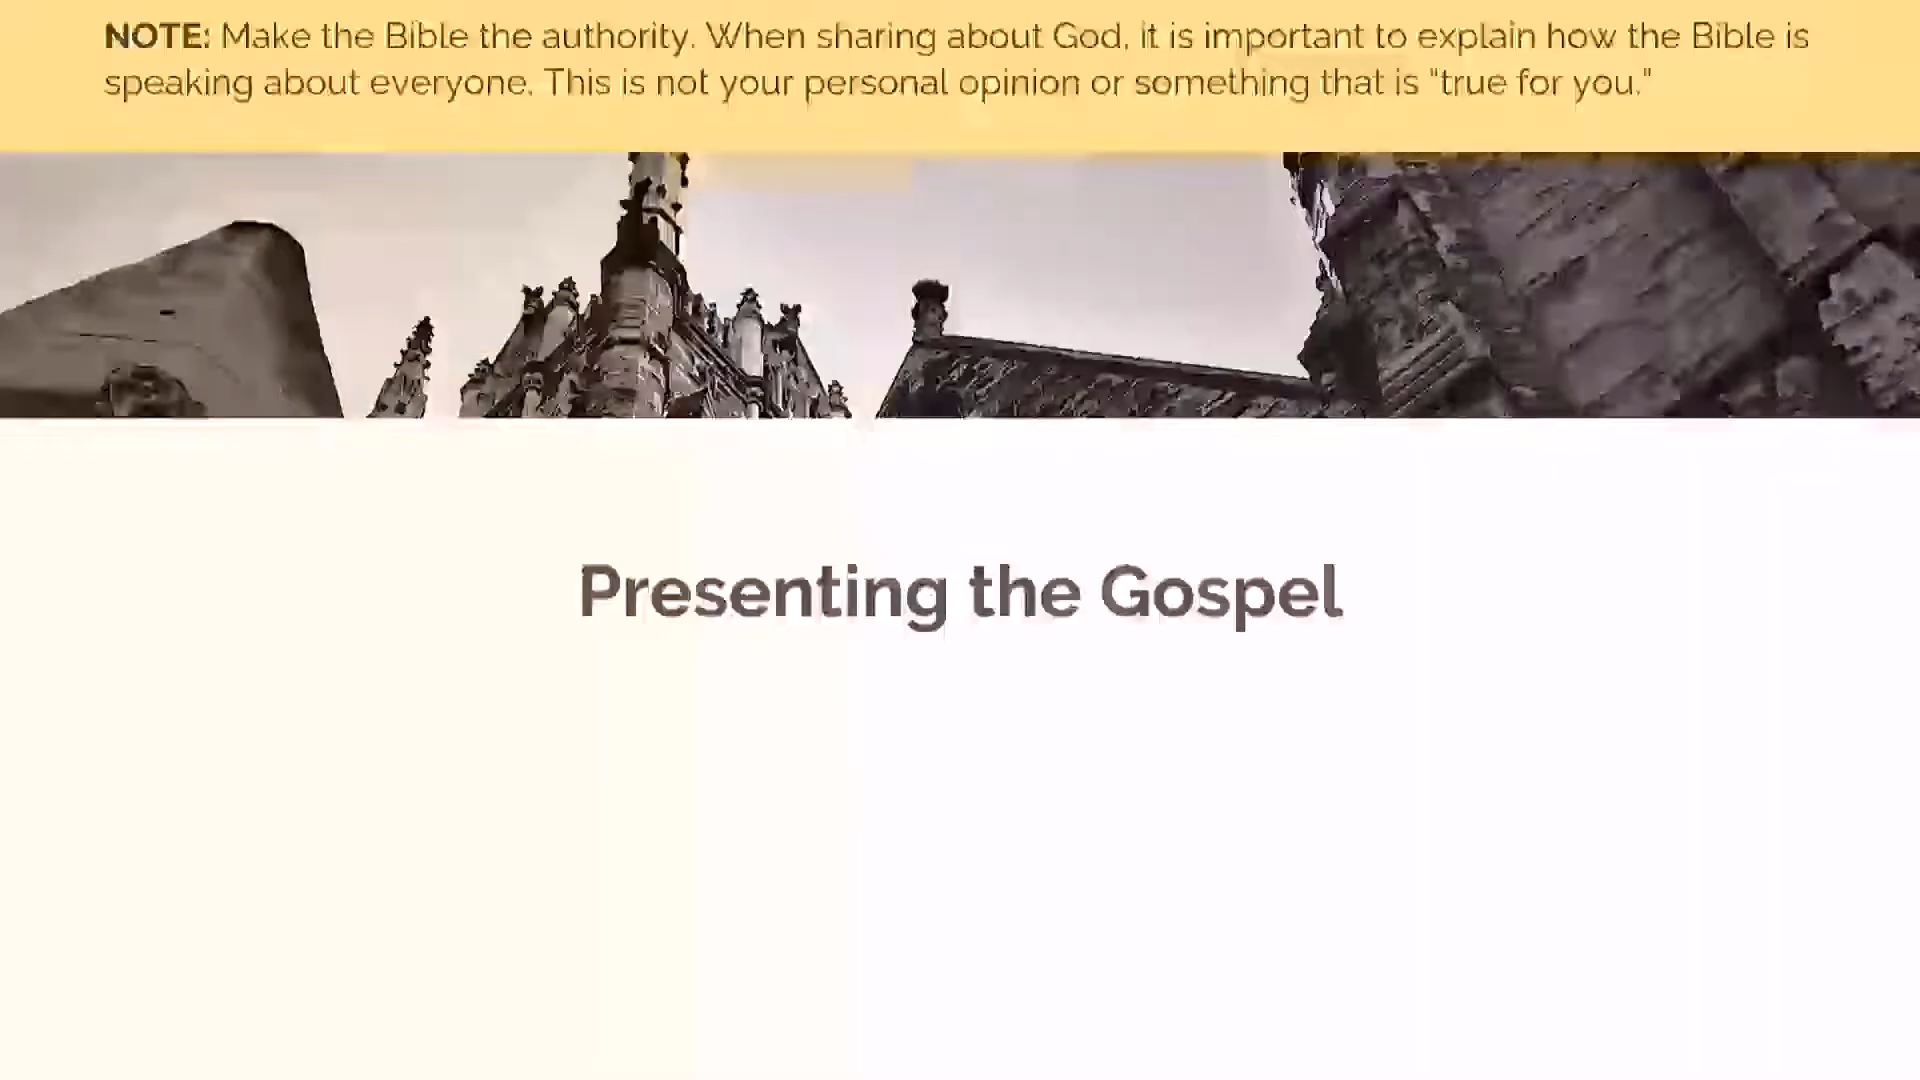 NOTE: Make the Bible the authority. When sharing about God, it is important to explain how the Bible is
speaking about everyone. This is not your personal opinion or something that is “true for you.”
Presenting the Gospel